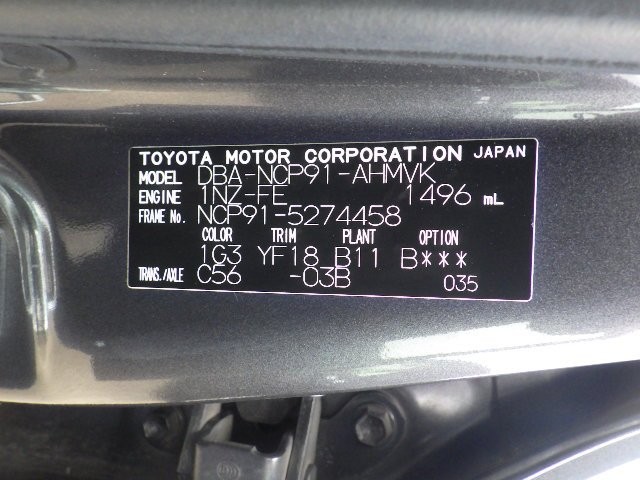 TOYOTA MOTOR CORPORATION JAPAN
MODEL DBA-NCP91-AHMVK
ENGINE 1NZ-FE 1496 mL
FRAME No. NCP91-5274458
COLOR TRIM PLANT OPTION
1G3 YF18 B11 B***
TRANS./AXLE C56 -03B 035